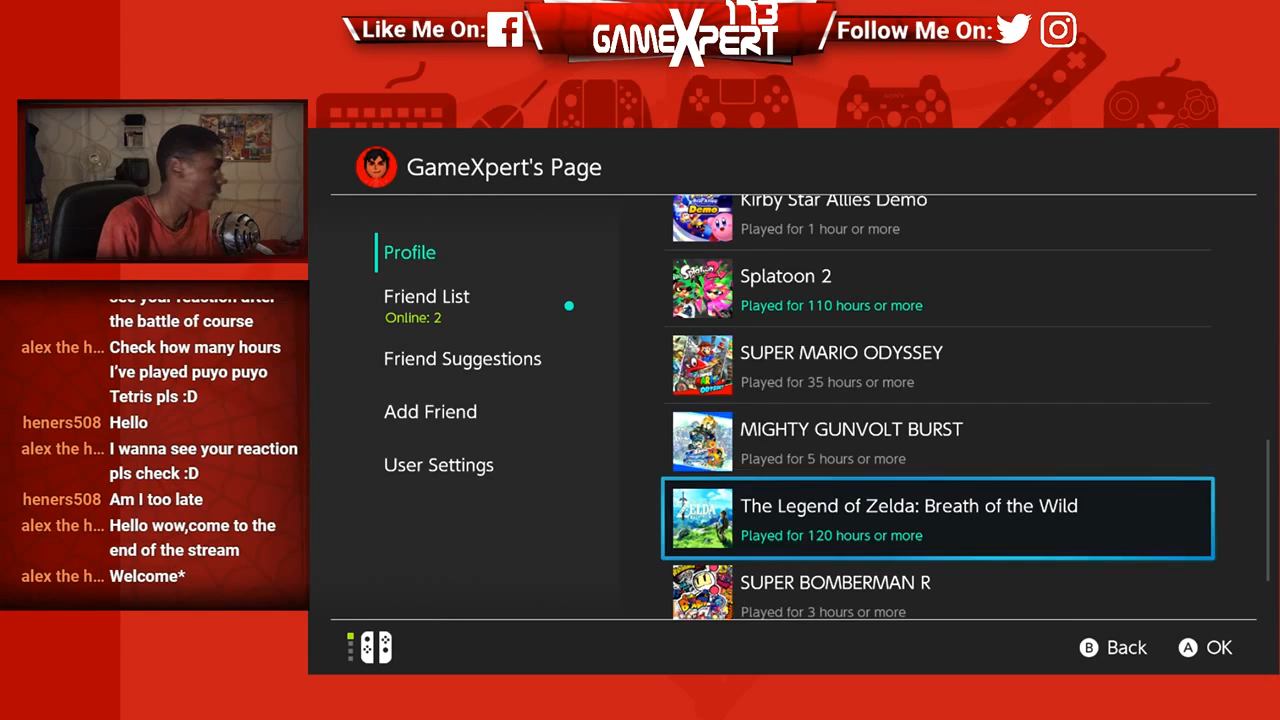 Like Me On:
173
GAMEXPERT
Follow Me On:
GameXpert's Page
Profile
Friend List
Online: 2
Friend Suggestions
Add Friend
User Settings
Kirby Star Allies Demo
Played for 1 hour or more
Splatoon 2
Played for 110 hours or more
SUPER MARIO ODYSSEY
Played for 35 hours or more
MIGHTY GUNVOLT BURST
Played for 5 hours or more
The Legend of Zelda: Breath of the Wild
Played for 120 hours or more
SUPER BOMBERMAN R
Played for 3 hours or more
B Back
A OK
see your reaction after
the battle of course
alex the h... Check how many hours
I've played puyo puyo
Tetris pls :D
heners508 Hello
alex the h... I wanna see your reaction
pls check :D
heners508 Am I too late
alex the h... Hello wow,come to the
end of the stream
alex the h... Welcome*